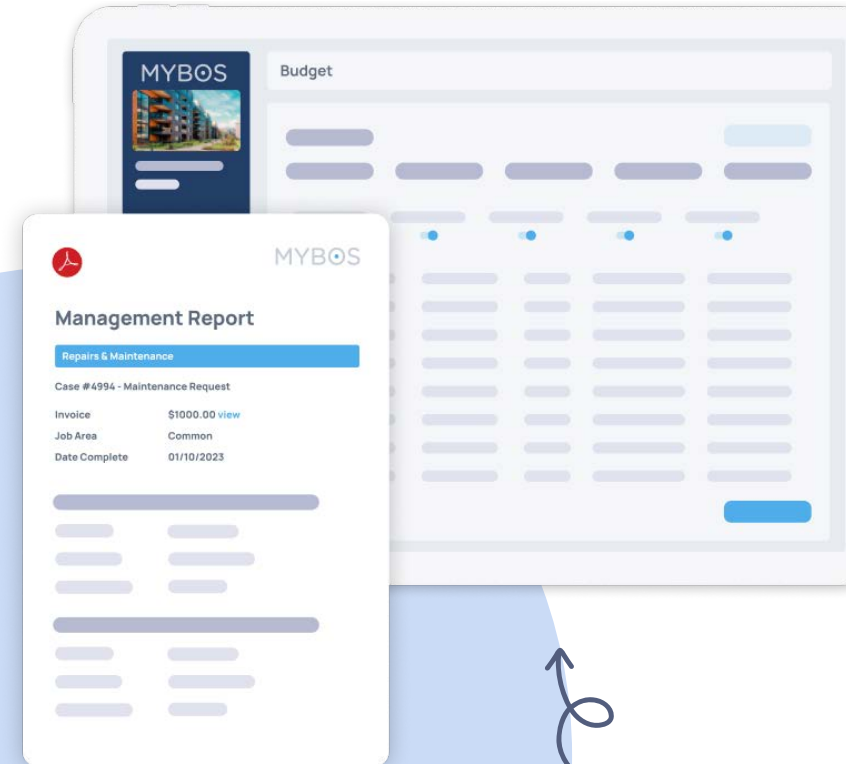 MYBOS
Budget
MYBOS
Management Report
Repairs & Maintenance
Case #4994 - Maintenance Request
Invoice $1000.00 view
Job Area Common
Date Complete 01/10/2023